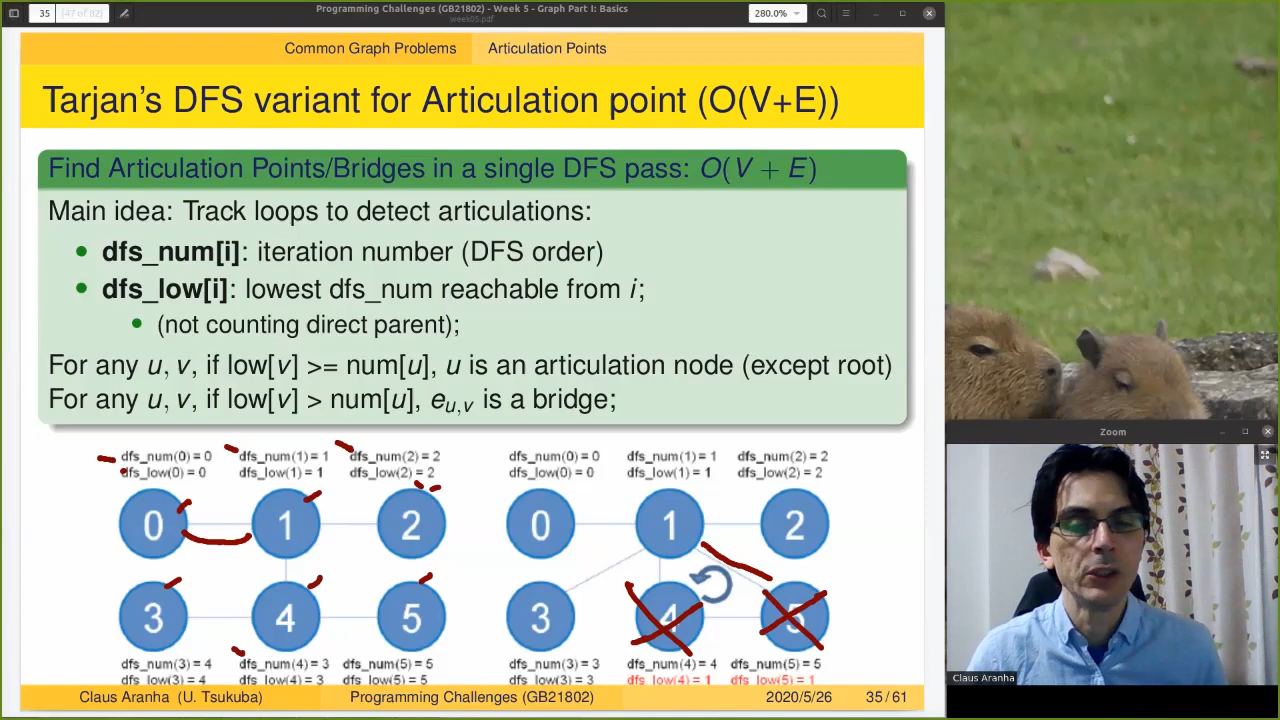 35 (47 of 82)
Programming Challenges (GB21802) - Week 5 - Graph Part I: Basics
week05.pdf
280.0%
Common Graph Problems Articulation Points
Tarjan's DFS variant for Articulation point (O(V+E))
Find Articulation Points/Bridges in a single DFS pass: O(V + E)
Main idea: Track loops to detect articulations:
dfs_num[i]: iteration number (DFS order)
dfs_low[i]: lowest dfs_num reachable from i;
(not counting direct parent);
For any u, v, if low[v] >= num[u], u is an articulation node (except root)
For any u, v, if low[v] > num[u], eu,v is a bridge;
dfs_num(0) = 0 dfs_num(1) = 1 dfs_num(2) = 2 dfs_num(0) = 0 dfs_num(1) = 1 dfs_num(2) = 2
dfs_low(0) = 0 dfs_low(1) = 1 dfs_low(2) = 2 dfs_low(0) = 0 dfs_low(1) = 1 dfs_low(2) = 2
0 1 2 0 1 2
3 4 5 3 4 5
dfs_num(3) = 4 dfs_num(4) = 3 dfs_num(5) = 5 dfs_num(3) = 3 dfs_num(4) = 4 dfs_num(5) = 5
dfs_low(3) = 4 dfs_low(4) = 3 dfs_low(5) = 5 dfs_low(3) = 3 dfs_low(4) = 1 dfs_low(5) = 1
Claus Aranha (U. Tsukuba) Programming Challenges (GB21802) 2020/5/26 35 / 61
Zoom
Claus Aranha